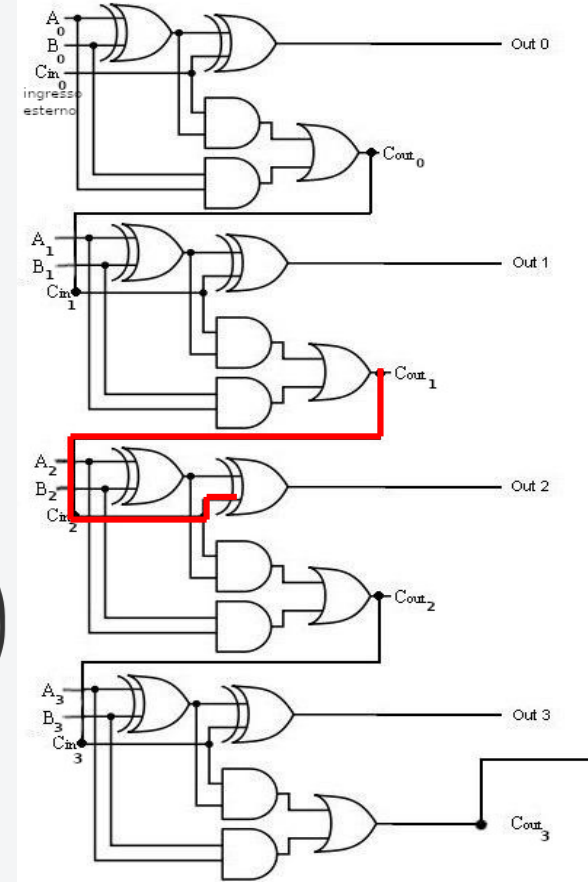 A0
B0
Cin0
ingresso
esterno
Out 0
Cout0
A1
B1
Cin1
Out 1
Cout1
A2
B2
Cin2
Out 2
Cout2
A3
B3
Cin3
Out 3
Cout3